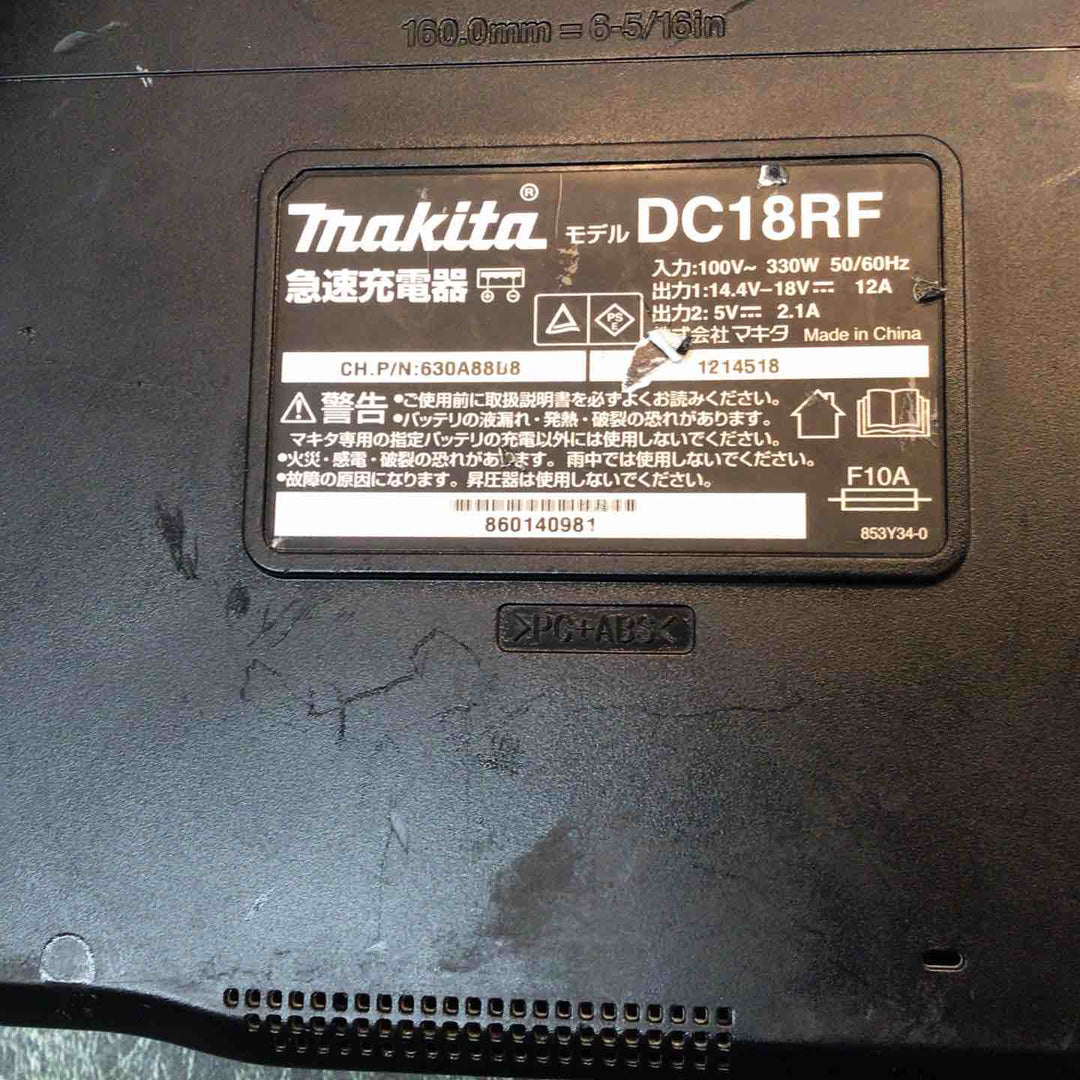 160.0mm = 6-5/16in
makita® モデル DC18RF
急速充電器
入力:100V~ 330W 50/60Hz
出力1:14.4V-18V⎓ 12A
出力2: 5V⎓ 2.1A
PS
E
式会社 マキタ Made in China
CH.P/N:630A88D8
1214518
⚠警告 •ご使用前に取扱説明書を必ずよくお読みください。
•バッテリの液漏れ・発熱・破裂の恐れがあります。
マキタ専用の指定バッテリの充電以外には使用しないでください。
•火災・感電・破裂の恐れがあります。雨中では使用しないでください。
•故障の原因になります。昇圧器は使用しないでください。
F10A
860140981
853Y34-0
>PC+ABS<